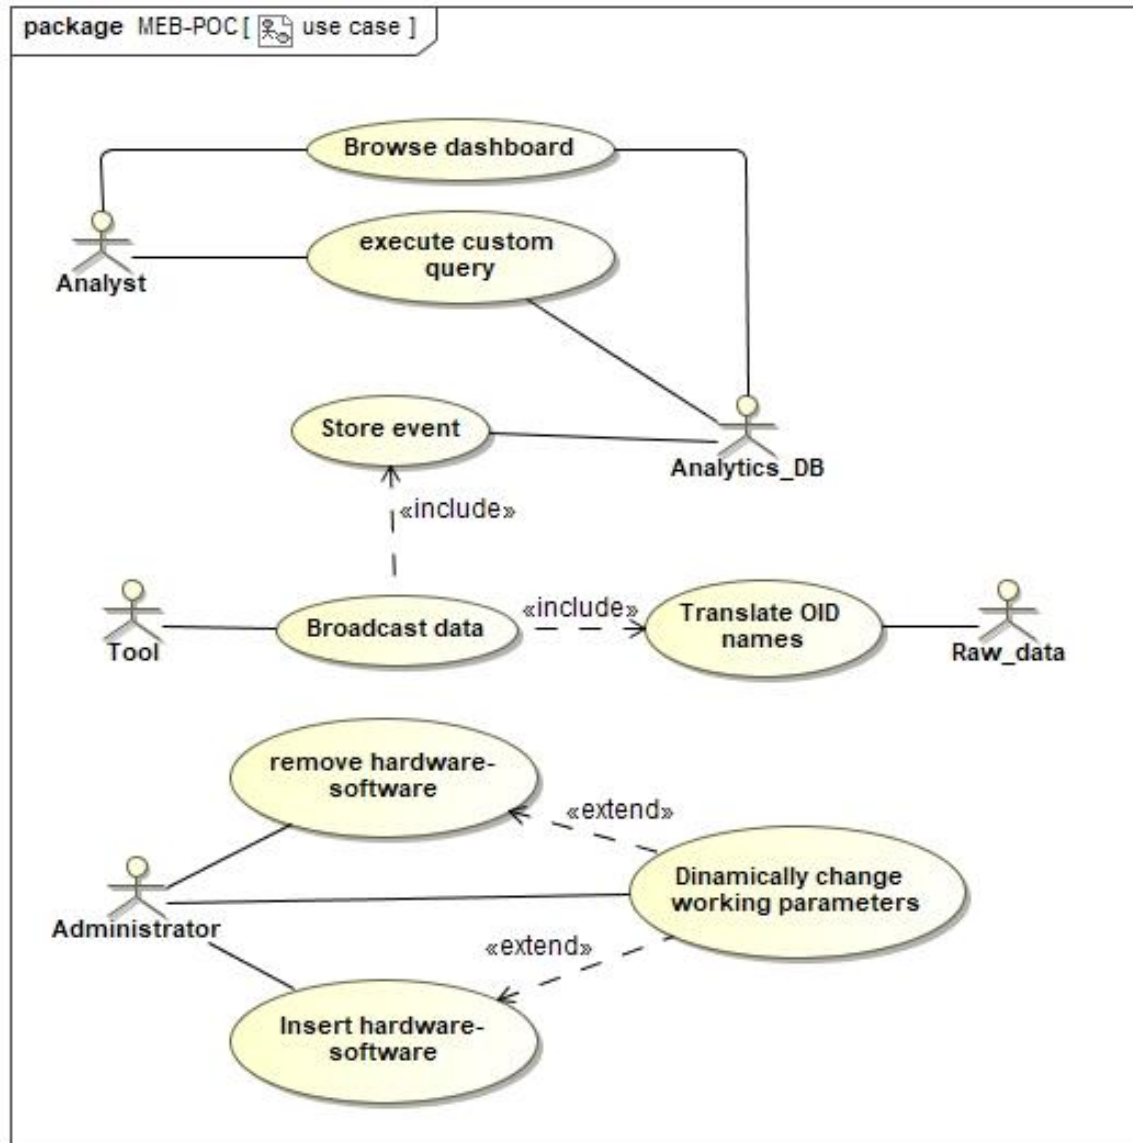 package MEB-POC [ use case ]
Browse dashboard
execute custom
query
Analyst
Store event
Analytics_DB
«include»
«include»
Tool
Broadcast data
Translate OID
names
Raw_data
remove hardware-
software
«extend»
Dinamically change
working parameters
Administrator
«extend»
Insert hardware-
software